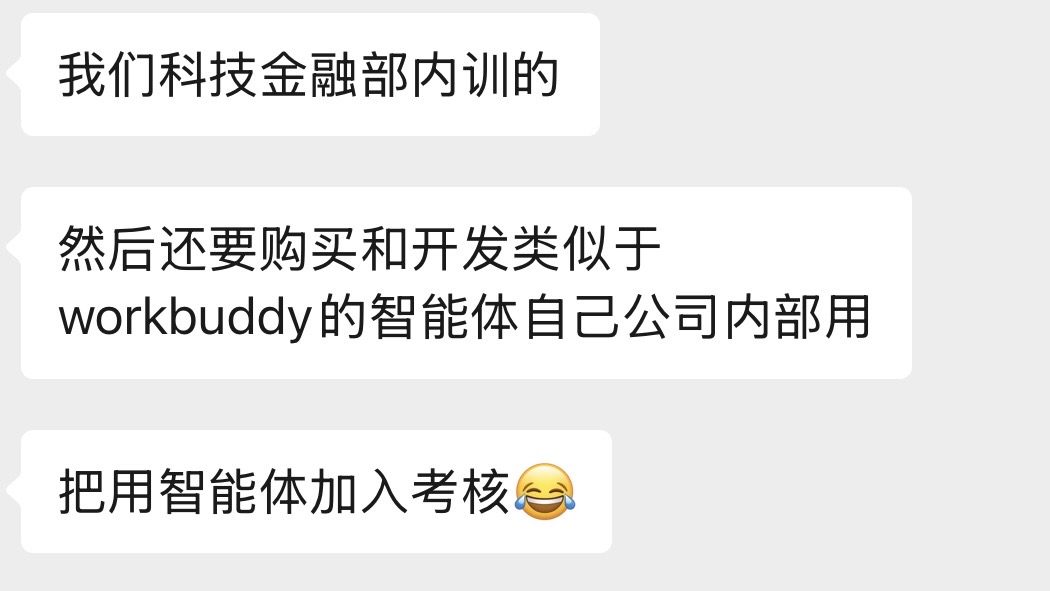 我们科技金融部内训的
然后还要购买和开发类似于
workbuddy的智能体自己公司内部用
把用智能体加入考核😂